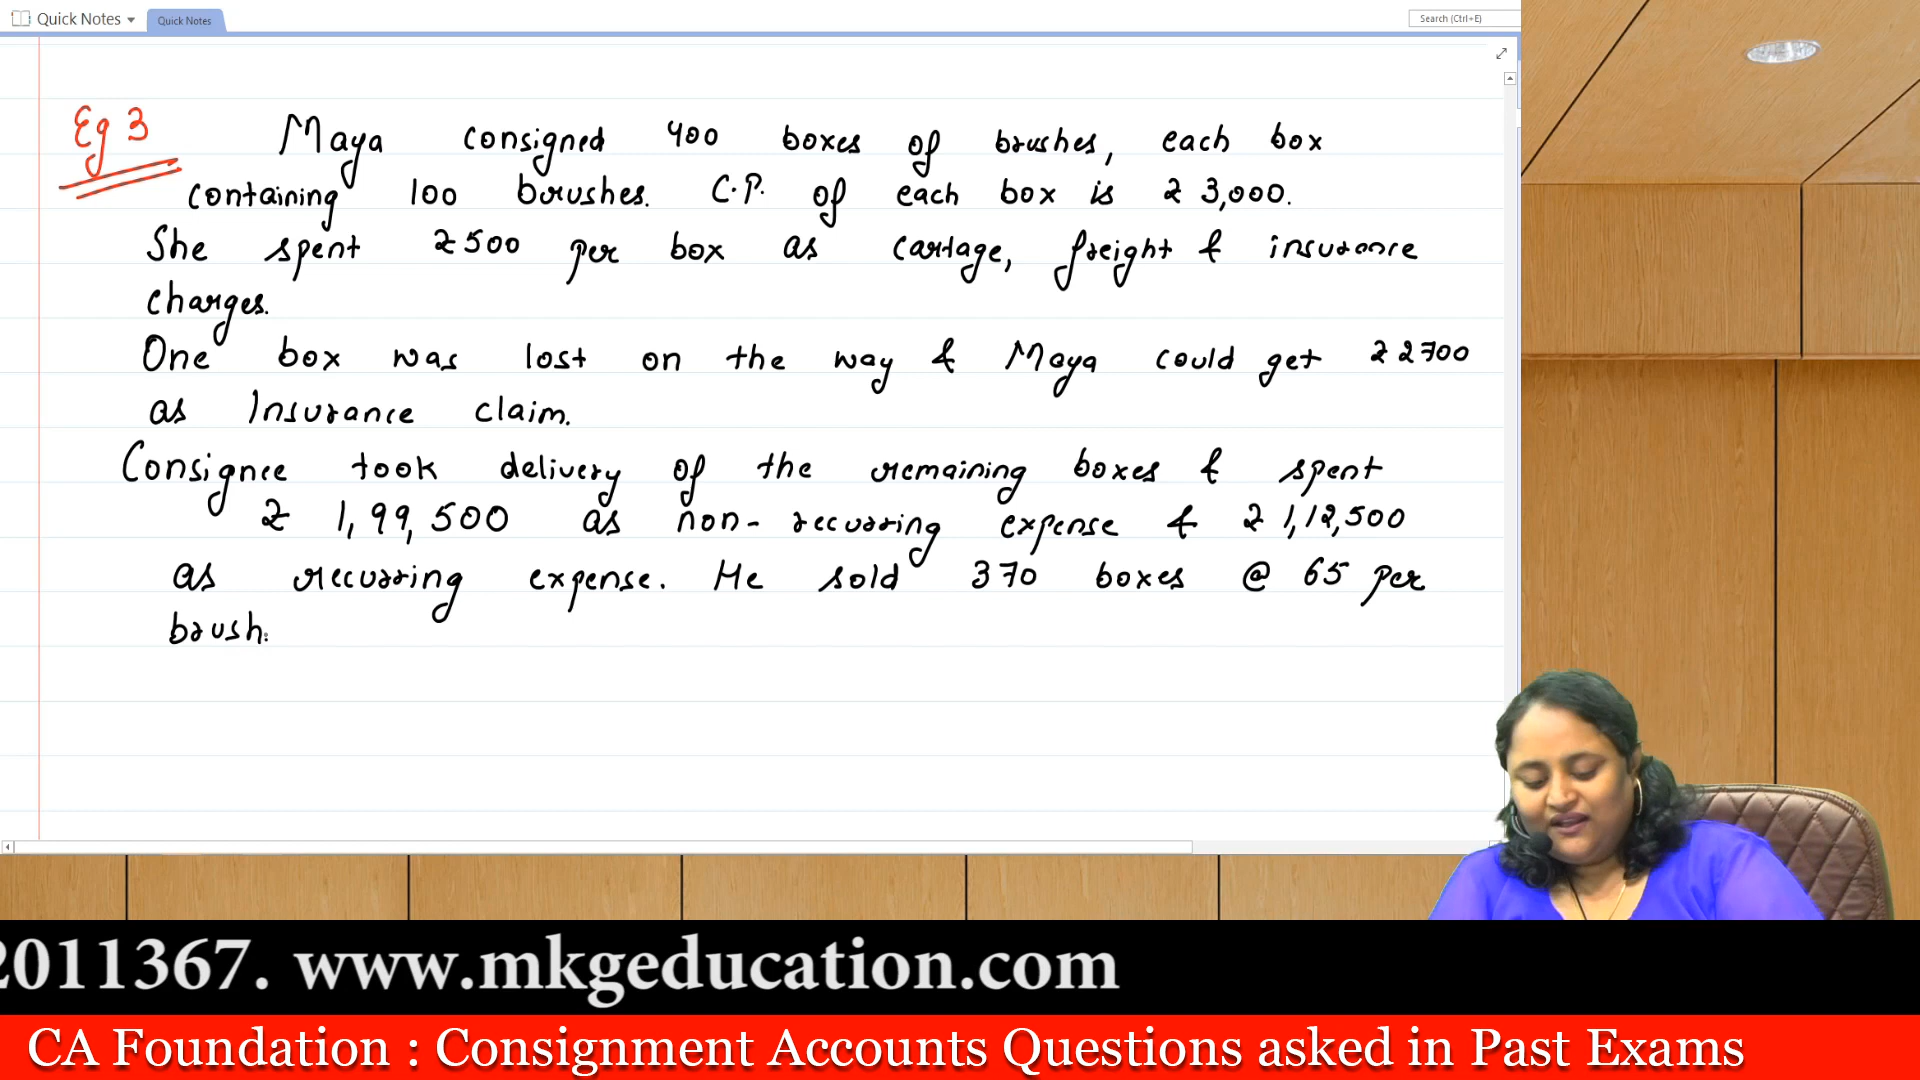 Quick Notes
Quick Notes
Search (Ctrl+E)
Eg 3
Maya consigned 400 boxes of brushes, each box
containing 100 brushes. C.P. of each box is ₹ 3,000.
She spent ₹ 500 per box as cartage, freight & insurance
charges.
One box was lost on the way & Maya could get ₹ 2700
as Insurance claim.
Consignee took delivery of the remaining boxes & spent
₹ 1,99,500 as non-recurring expense & ₹ 1,12,500
as recurring expense. He sold 370 boxes @ 65 per
brush.
2011367. www.mkgeducation.com
CA Foundation : Consignment Accounts Questions asked in Past Exams